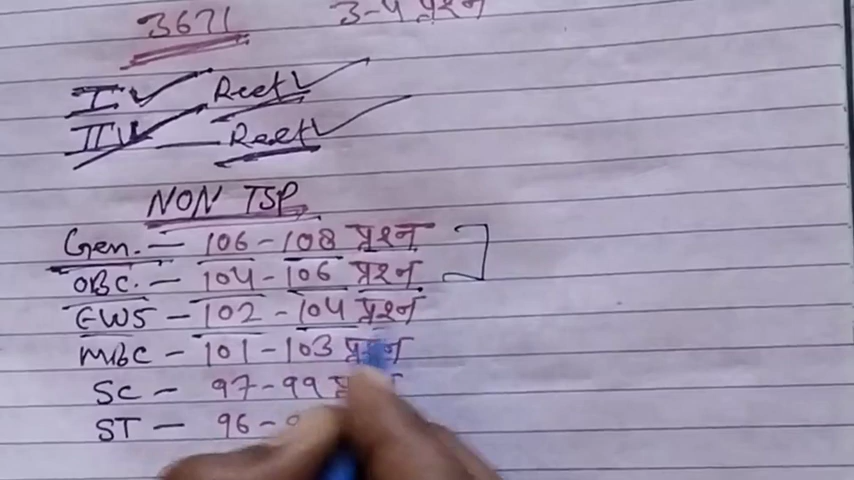 3671 3-4 प्रश्न
I Reet
II Reet
NON TSP
Gen. - 106-108 प्रश्न
OBC. - 104-106 प्रश्न
EWS - 102-104 प्रश्न
MBC - 101-103
SC - 97-99
ST - 96-